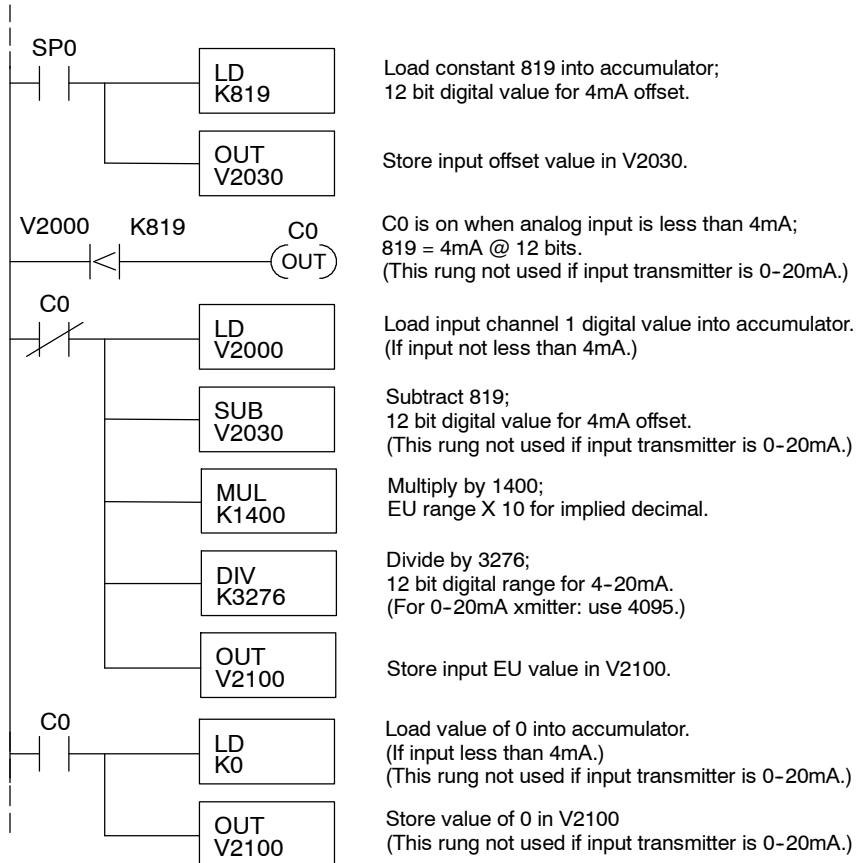 SP0
LD
K819
Load constant 819 into accumulator;
12 bit digital value for 4mA offset.
OUT
V2030
Store input offset value in V2030.
V2000 K819 C0
< OUT
C0 is on when analog input is less than 4mA;
819 = 4mA @ 12 bits.
(This rung not used if input transmitter is 0-20mA.)
C0
LD
V2000
Load input channel 1 digital value into accumulator.
(If input not less than 4mA.)
SUB
V2030
Subtract 819;
12 bit digital value for 4mA offset.
(This rung not used if input transmitter is 0-20mA.)
MUL
K1400
Multiply by 1400;
EU range X 10 for implied decimal.
DIV
K3276
Divide by 3276;
12 bit digital range for 4-20mA.
(For 0-20mA xmitter: use 4095.)
OUT
V2100
Store input EU value in V2100.
C0
LD
K0
Load value of 0 into accumulator.
(If input less than 4mA.)
(This rung not used if input transmitter is 0-20mA.)
OUT
V2100
Store value of 0 in V2100
(This rung not used if input transmitter is 0-20mA.)